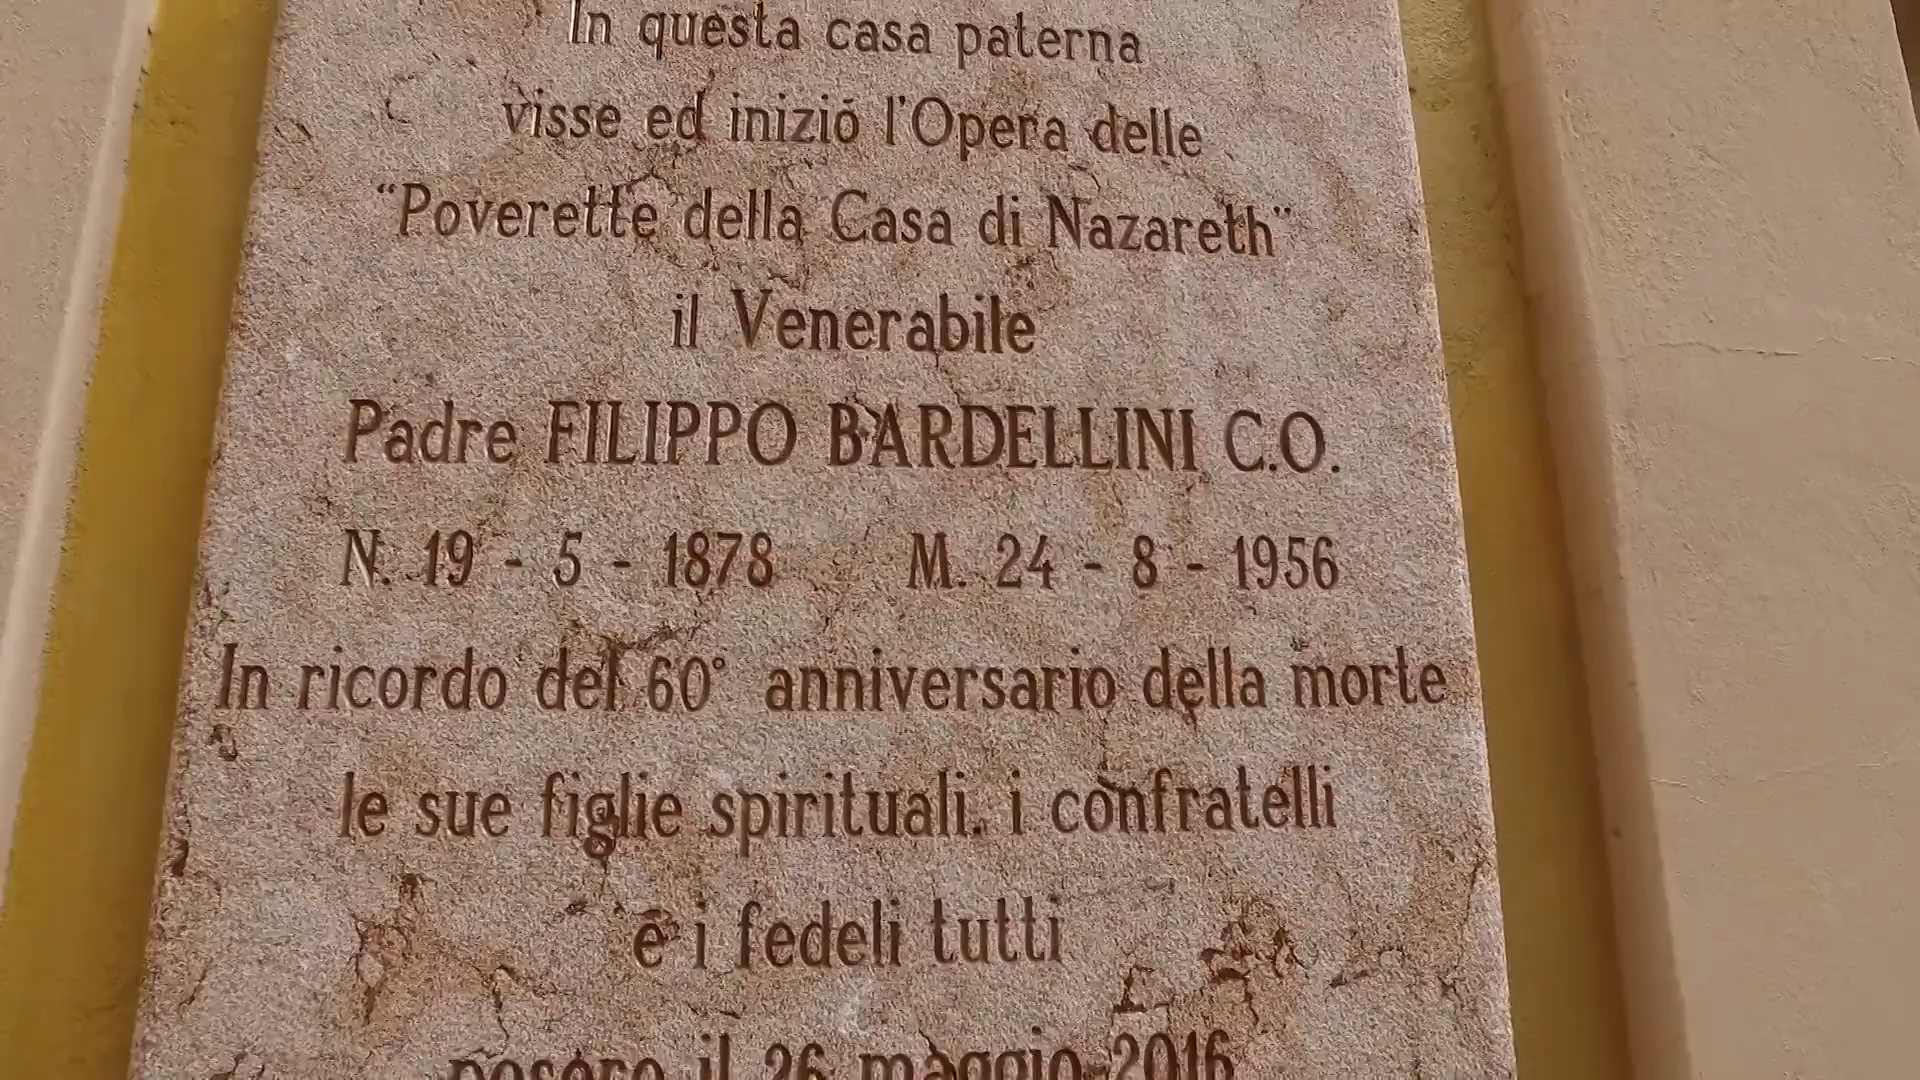 In questa casa paterna
visse ed iniziò l'Opera delle
“Poverette della Casa di Nazareth”
il Venerabile
Padre FILIPPO BARDELLINI C.O.
N. 19 - 5 - 1878 M. 24 - 8 - 1956
In ricordo del 60° anniversario della morte
le sue figlie spirituali, i confratelli
e i fedeli tutti
posero il 26 maggio 2016